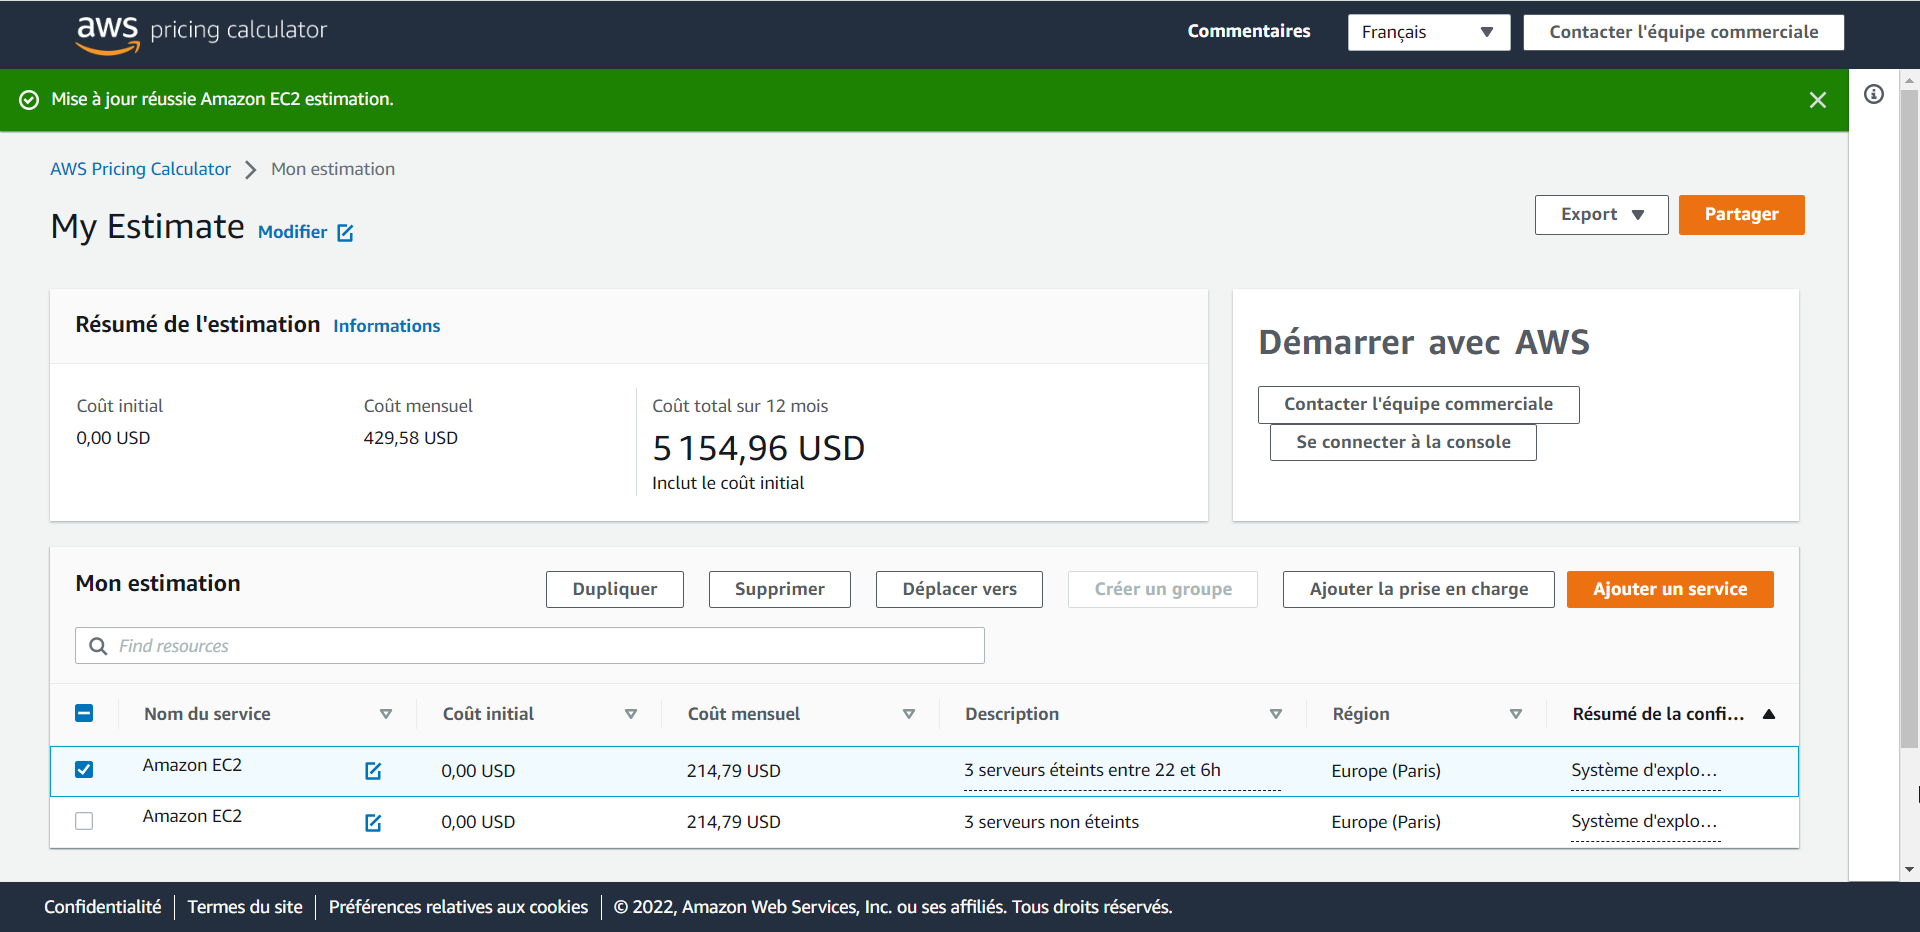 aws pricing calculator
Commentaires
Français
Contacter l'équipe commerciale
Mise à jour réussie Amazon EC2 estimation.
AWS Pricing Calculator
Mon estimation
My Estimate
Modifier
Export
Partager
Résumé de l'estimation
Informations
Coût initial
0,00 USD
Coût mensuel
429,58 USD
Coût total sur 12 mois
5 154,96 USD
Inclut le coût initial
Démarrer avec AWS
Contacter l'équipe commerciale
Se connecter à la console
Mon estimation
Dupliquer
Supprimer
Déplacer vers
Créer un groupe
Ajouter la prise en charge
Ajouter un service
Find resources
Nom du service
Coût initial
Coût mensuel
Description
Région
Résumé de la confi...
Amazon EC2
0,00 USD
214,79 USD
3 serveurs éteints entre 22 et 6h
Europe (Paris)
Système d'explo...
Amazon EC2
0,00 USD
214,79 USD
3 serveurs non éteints
Europe (Paris)
Système d'explo...
Confidentialité
Termes du site
Préférences relatives aux cookies
© 2022, Amazon Web Services, Inc. ou ses affiliés. Tous droits réservés.